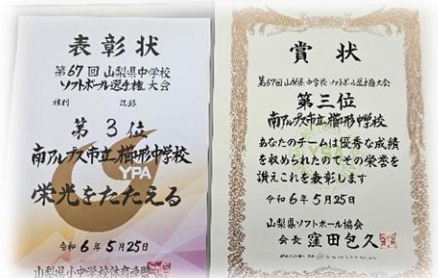 表彰状
第67回 山梨県中学校
ソフトボール選手権大会
種別 記録
第3位
南アルプス市立櫛形中学校
YPA
栄光をたたえる
令和6年5月25日
山梨県小中学校体育連盟
賞状
第67回 山梨県中学校ソフトボール選手権大会
第三位
南アルプス市立櫛形中学校
あなたのチームは優秀な成績
を収められたのでその栄誉を
讃えこれを表彰します
令和6年5月25日
山梨県ソフトボール協会
会長 窪田包久